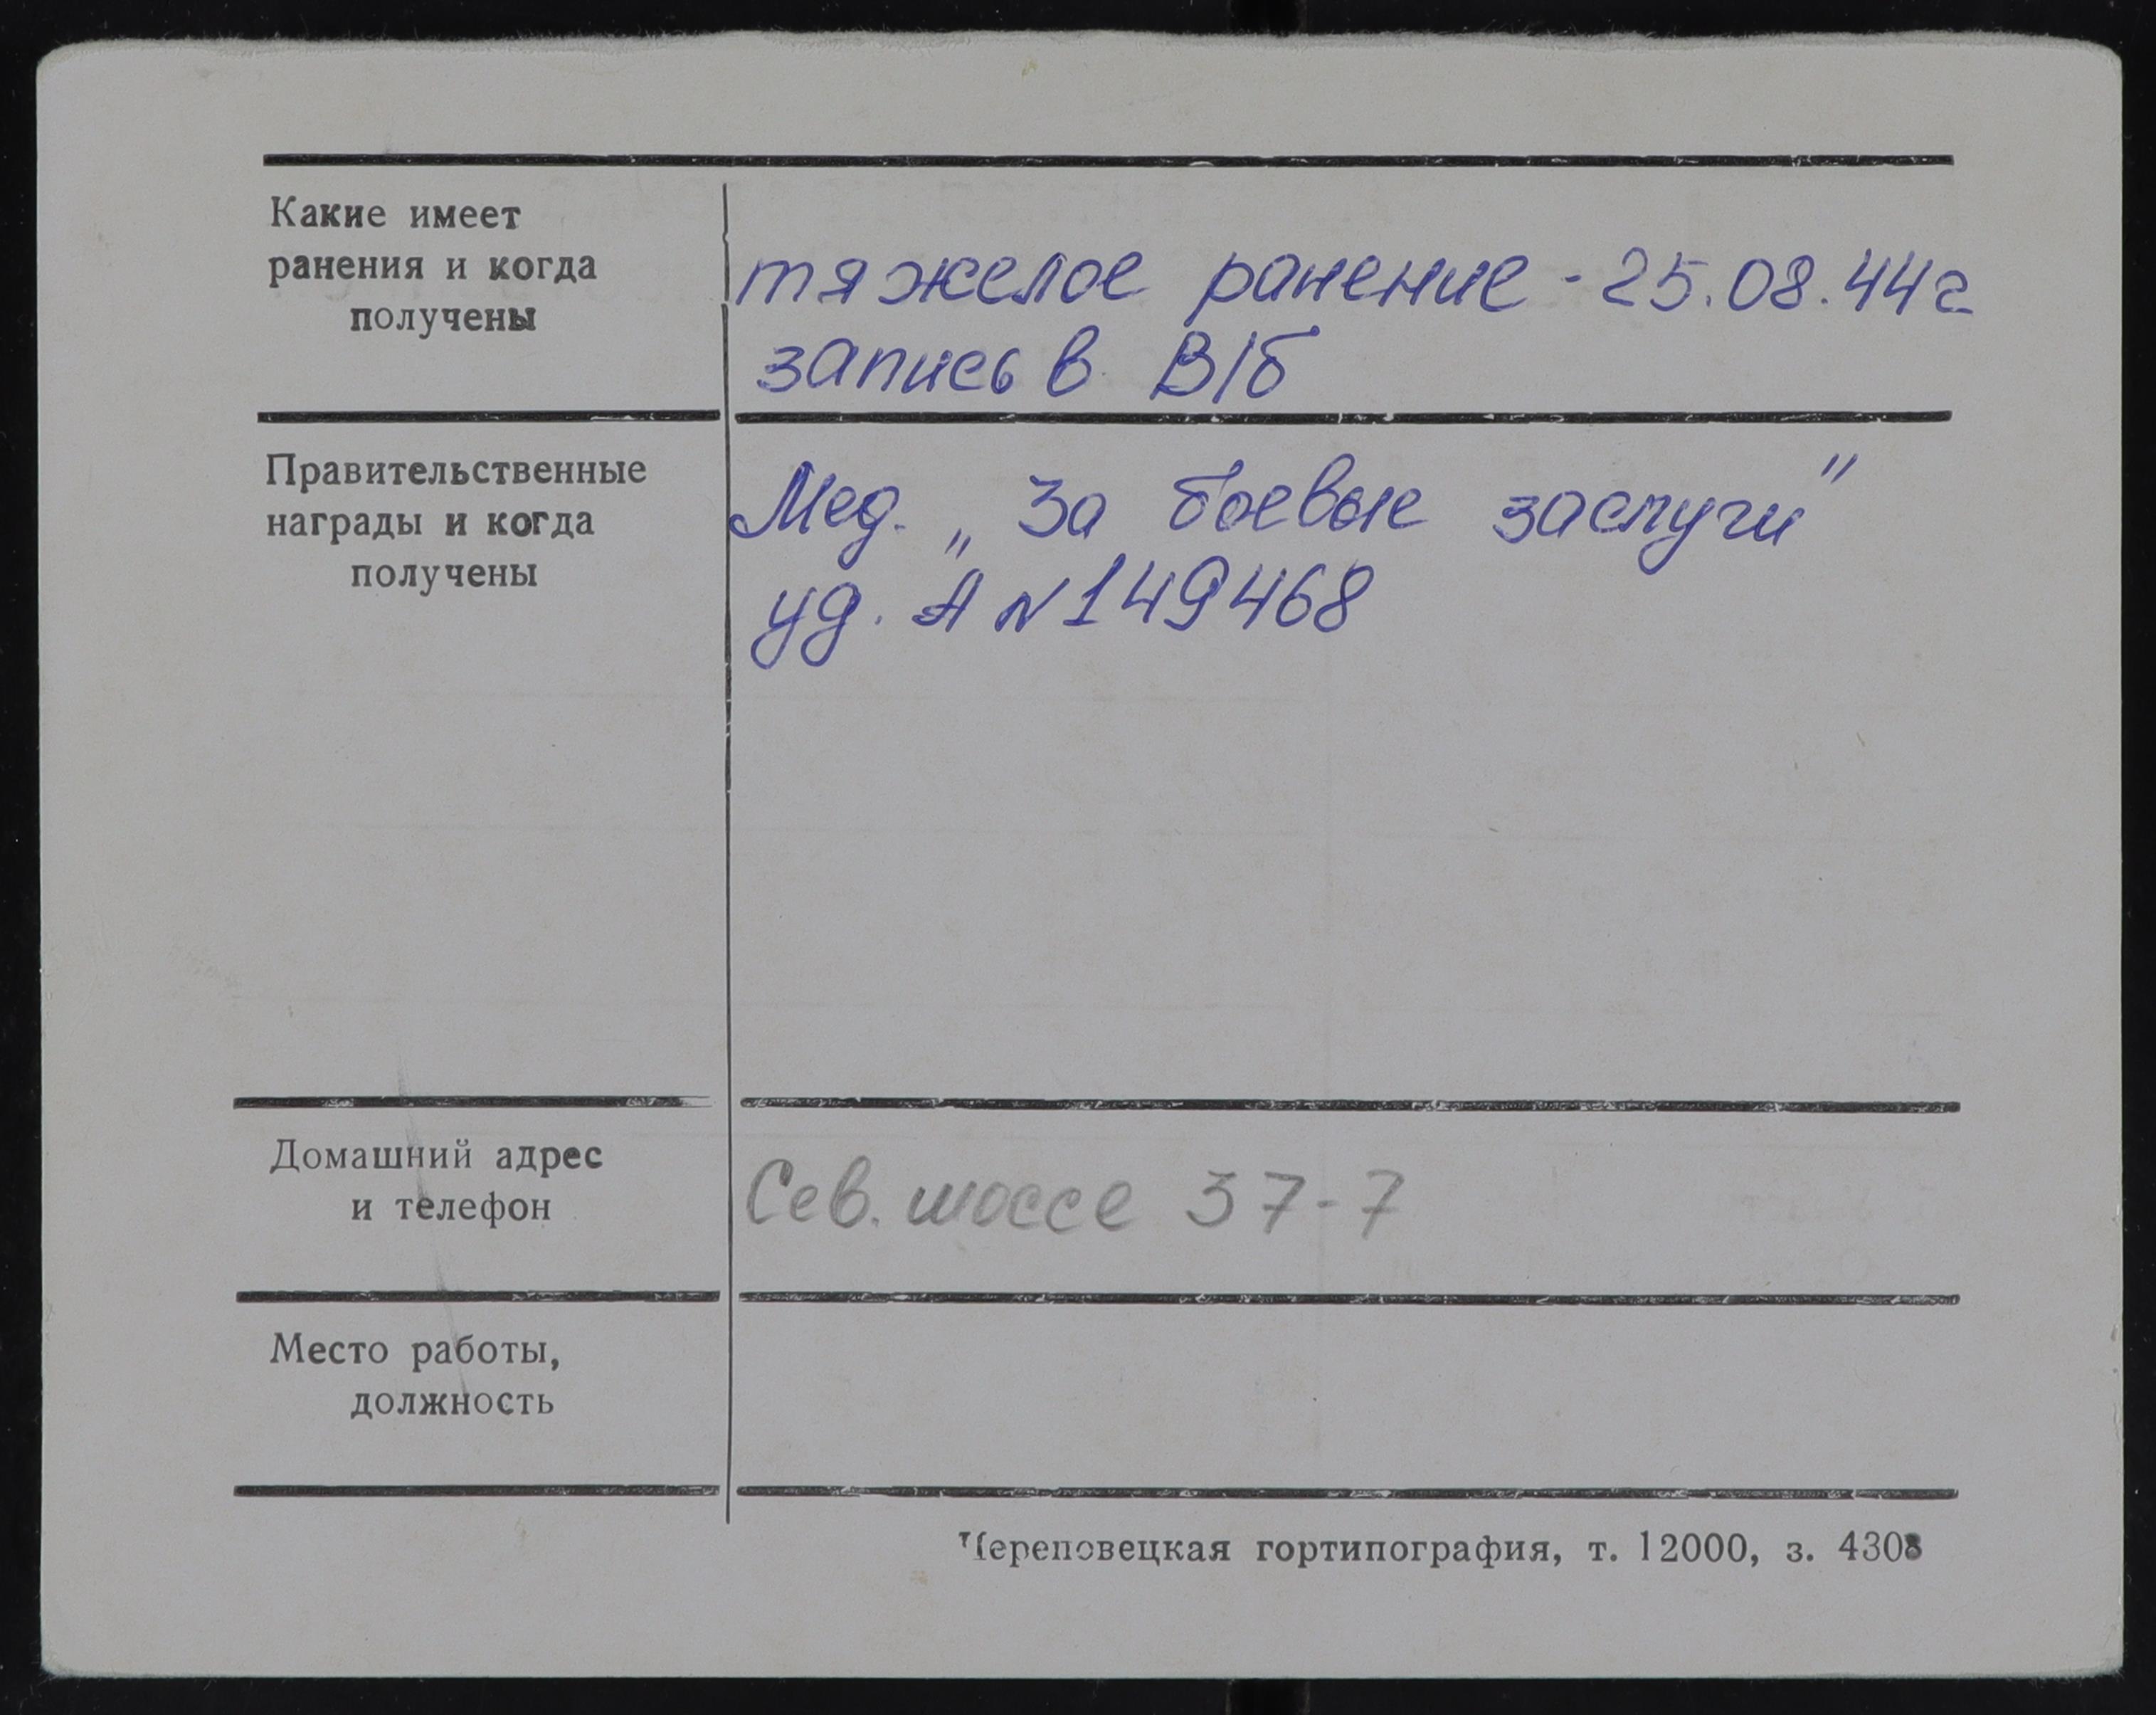 Какие имеет
ранения и когда
получены
тяжелое ранение - 25.08.44г
запись в В/б
Правительственные
награды и когда
получены
Мед. „За боевые заслуги"
уд. А N 149468
Домашний адрес
и телефон
Сев. шоссе 37-7
Место работы,
должность
Череповецкая гортипография, т. 12000, з. 4308